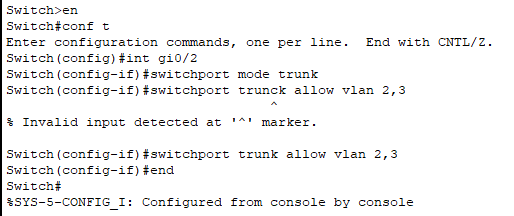 Switch>en
Switch#conf t
Enter configuration commands, one per line.  End with CNTL/Z.
Switch(config)#int gi0/2
Switch(config-if)#switchport mode trunk
Switch(config-if)#switchport trunck allow vlan 2,3
                                  ^
% Invalid input detected at '^' marker.

Switch(config-if)#switchport trunk allow vlan 2,3
Switch(config-if)#end
Switch#
%SYS-5-CONFIG_I: Configured from console by console